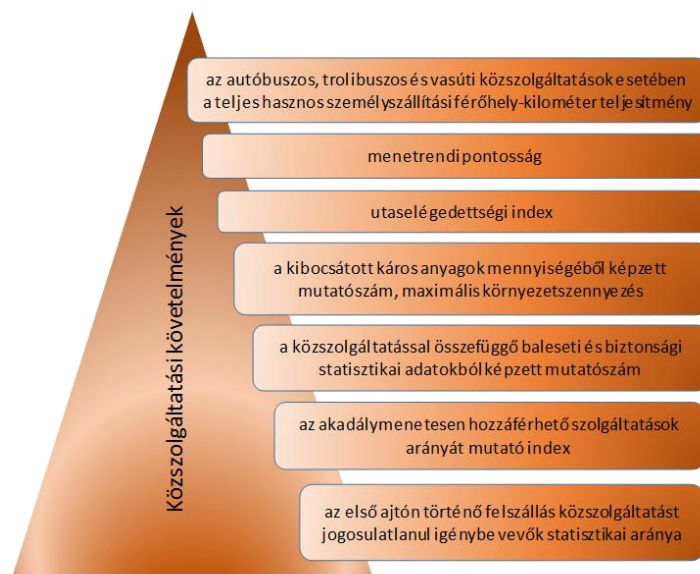 az autóbuszos, trolibuszos és vasúti közszolgáltatások esetében
a teljes hasznos személyszállítási férőhely-kilométer teljesítmény
menetrendi pontosság
utaselégedettségi index
a kibocsátott káros anyagok mennyiségéből képzett
mutatószám, maximális környezetszennyezés
a közszolgáltatással összefüggő baleseti és biztonsági
statisztikai adatokból képzett mutatószám
az akadálymenetesen hozzáférhető szolgáltatások
arányát mutató index
az első ajtón történő felszállás közszolgáltatást
jogosulatlanul igénybe vevők statisztikai aránya
Közszolgáltatási követelmények